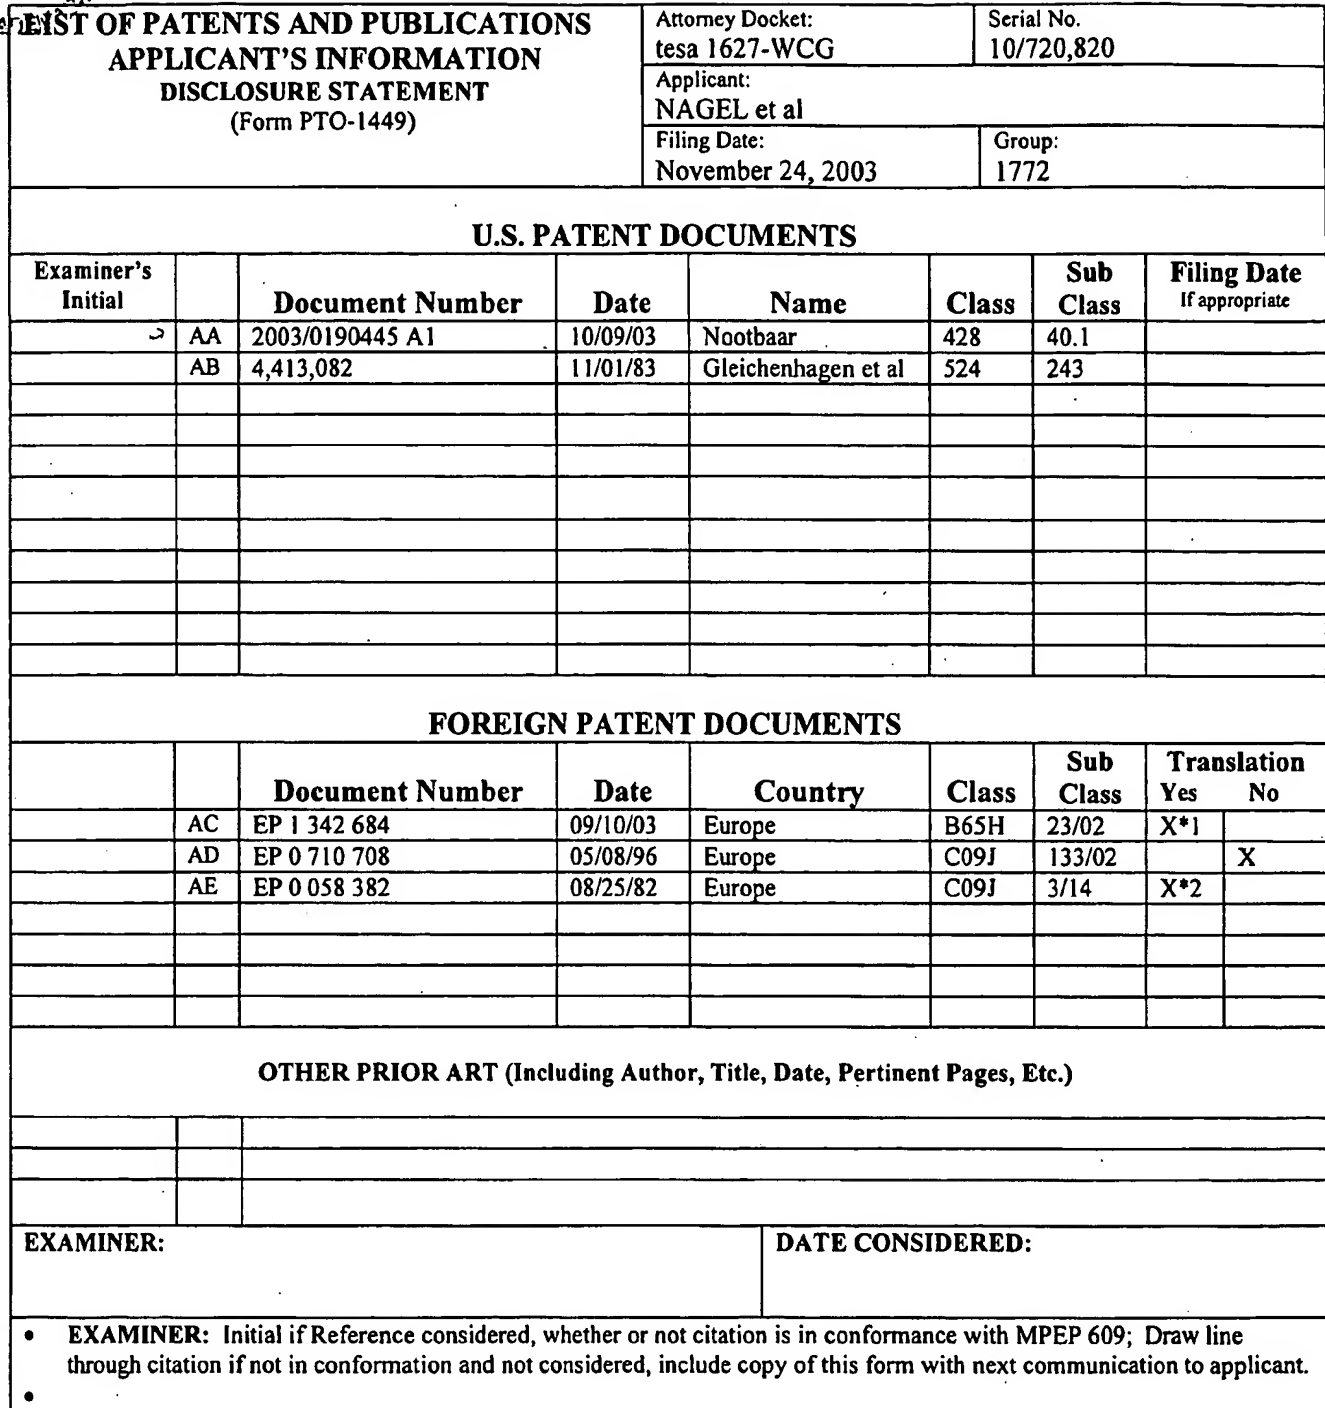 LIST OF PATENTS AND PUBLICATIONS
APPLICANT'S INFORMATION
DISCLOSURE STATEMENT
(Form PTO-1449)
Attorney Docket:
tesa 1627-WCG
Serial No.
10/720,820
Applicant:
NAGEL et al
Filing Date:
November 24, 2003
Group:
1772
U.S. PATENT DOCUMENTS
Examiner's Initial Document Number Date Name Class Sub Class Filing Date If appropriate
AA 2003/0190445 A1 10/09/03 Nootbaar 428 40.1
AB 4,413,082 11/01/83 Gleichenhagen et al 524 243
FOREIGN PATENT DOCUMENTS
Document Number Date Country Class Sub Class Translation Yes No
AC EP 1 342 684 09/10/03 Europe B65H 23/02 X*1
AD EP 0 710 708 05/08/96 Europe C09J 133/02 X
AE EP 0 058 382 08/25/82 Europe C09J 3/14 X*2
OTHER PRIOR ART (Including Author, Title, Date, Pertinent Pages, Etc.)
EXAMINER:
DATE CONSIDERED:
• EXAMINER: Initial if Reference considered, whether or not citation is in conformance with MPEP 609; Draw line
through citation if not in conformation and not considered, include copy of this form with next communication to applicant.
•